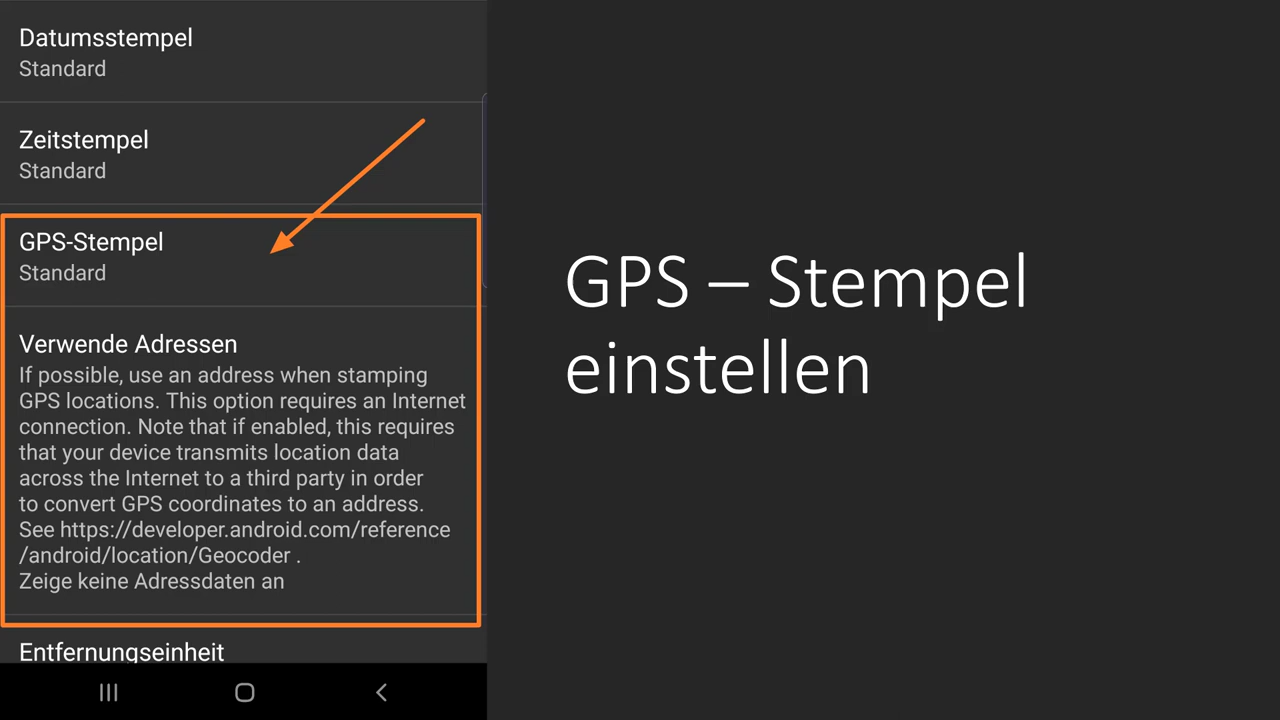 Datumsstempel
Standard
Zeitstempel
Standard
GPS-Stempel
Standard
Verwende Adressen
If possible, use an address when stamping
GPS locations. This option requires an Internet
connection. Note that if enabled, this requires
that your device transmits location data
across the Internet to a third party in order
to convert GPS coordinates to an address.
See https://developer.android.com/reference
/android/location/Geocoder .
Zeige keine Adressdaten an
Entfernungseinheit
GPS – Stempel
einstellen